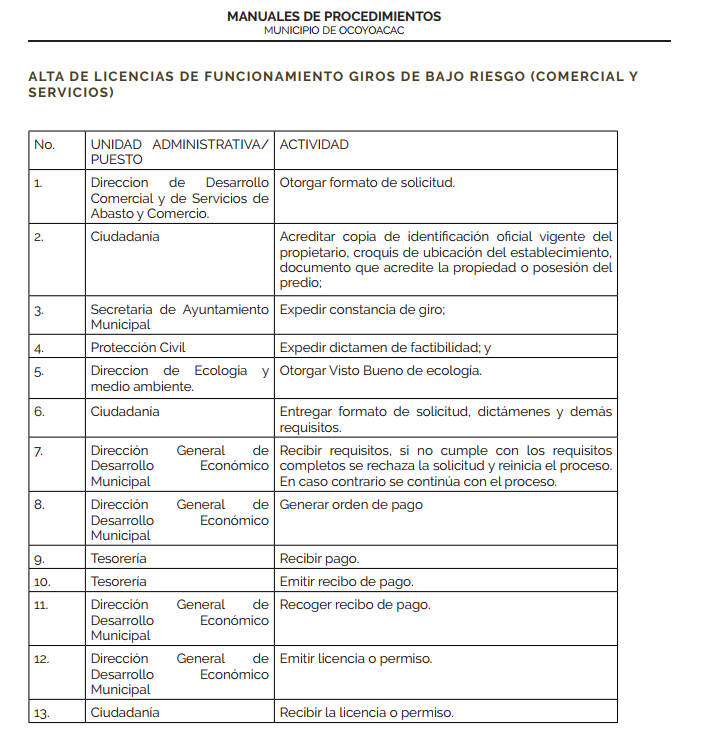 MANUALES DE PROCEDIMIENTOS
MUNICIPIO DE OCOYOACAC
ALTA DE LICENCIAS DE FUNCIONAMIENTO GIROS DE BAJO RIESGO (COMERCIAL Y
SERVICIOS)
No.
UNIDAD ADMINISTRATIVA/
PUESTO
ACTIVIDAD
1.
Direccion de Desarrollo
Comercial y de Servicios de
Abasto y Comercio.
Otorgar formato de solicitud.
2.
Ciudadanía
Acreditar copia de identificación oficial vigente del
propietario, croquis de ubicación del establecimiento,
documento que acredite la propiedad o posesión del
predio;
3.
Secretaria de Ayuntamiento
Municipal
Expedir constancia de giro;
4.
Protección Civil
Expedir dictamen de factibilidad; y
5.
Direccion de Ecologia y
medio ambiente.
Otorgar Visto Bueno de ecología.
6.
Ciudadanía
Entregar formato de solicitud, dictámenes y demás
requisitos.
7.
Dirección General de
Desarrollo Económico
Municipal
Recibir requisitos, si no cumple con los requisitos
completos se rechaza la solicitud y reinicia el proceso.
En caso contrario se continúa con el proceso.
8.
Dirección General de
Desarrollo Económico
Municipal
Generar orden de pago
9.
Tesorería
Recibir pago.
10.
Tesorería
Emitir recibo de pago.
11.
Dirección General de
Desarrollo Económico
Municipal
Recoger recibo de pago.
12.
Dirección General de
Desarrollo Económico
Municipal
Emitir licencia o permiso.
13.
Ciudadanía
Recibir la licencia o permiso.